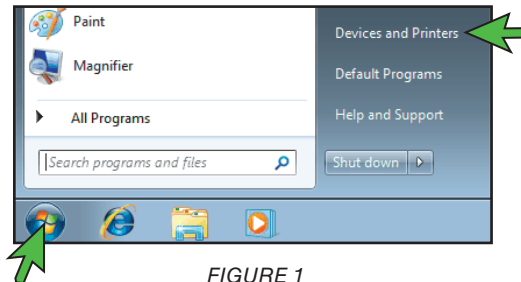 Paint
Devices and Printers
Magnifier
Default Programs
All Programs
Help and Support
Search programs and files
Shut down
FIGURE 1